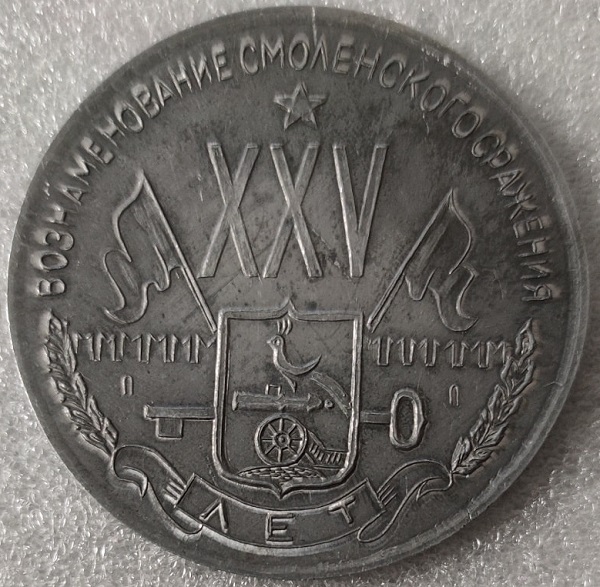 ВОЗНАМЕНОВАНИЕ СМОЛЕНСКОГО СРАЖЕНИЯ
XXV
ЛЕТ